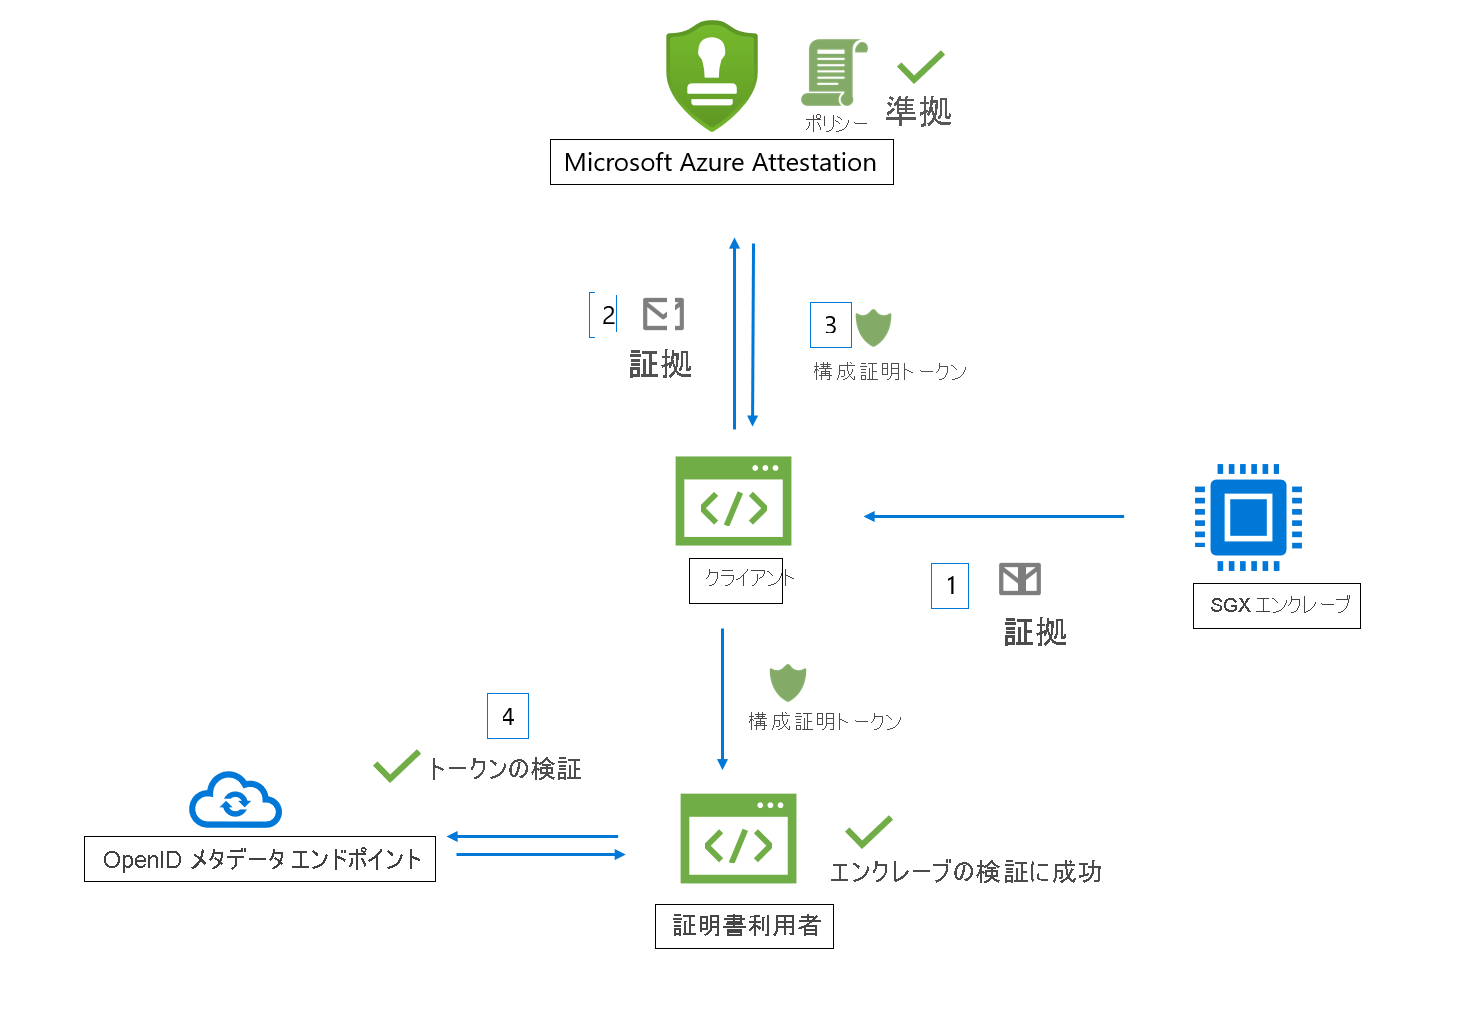 ポリシー
準拠
Microsoft Azure Attestation
2
証拠
3
構成証明トークン
クライアント
1
証拠
SGX エンクレーブ
構成証明トークン
4
トークンの検証
OpenID メタデータ エンドポイント
エンクレーブの検証に成功
証明書利用者